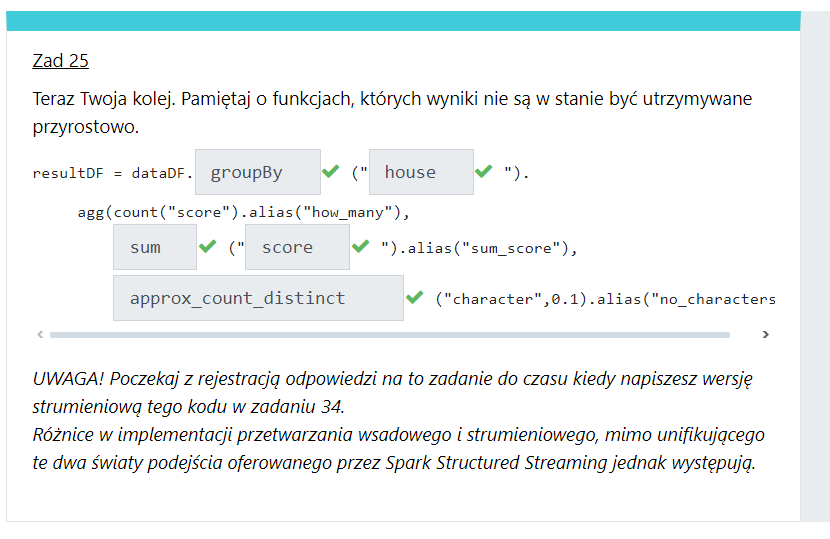 Zad 25
Teraz Twoja kolej. Pamiętaj o funkcjach, których wyniki nie są w stanie być utrzymywane
przyrostowo.
resultDF = dataDF. groupBy (" house ").
agg(count("score").alias("how_many"),
sum (" score ").alias("sum_score"),
approx_count_distinct ("character",0.1).alias("no_characters
UWAGA! Poczekaj z rejestracją odpowiedzi na to zadanie do czasu kiedy napiszesz wersję
strumieniową tego kodu w zadaniu 34.
Różnice w implementacji przetwarzania wsadowego i strumieniowego, mimo unifikującego
te dwa światy podejścia oferowanego przez Spark Structured Streaming jednak występują.